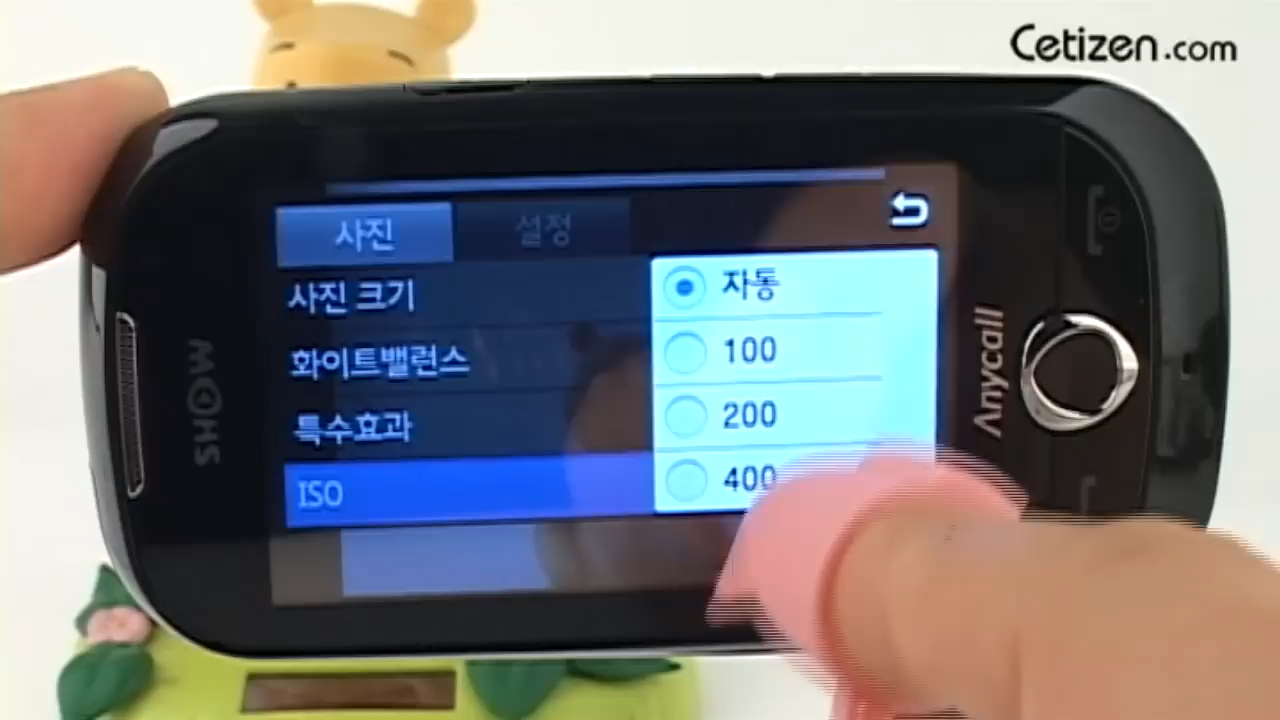 Cetizen.com
사진 설정
사진 크기
화이트밸런스
특수효과
ISO
자동
100
200
400
SHOW
Anycall